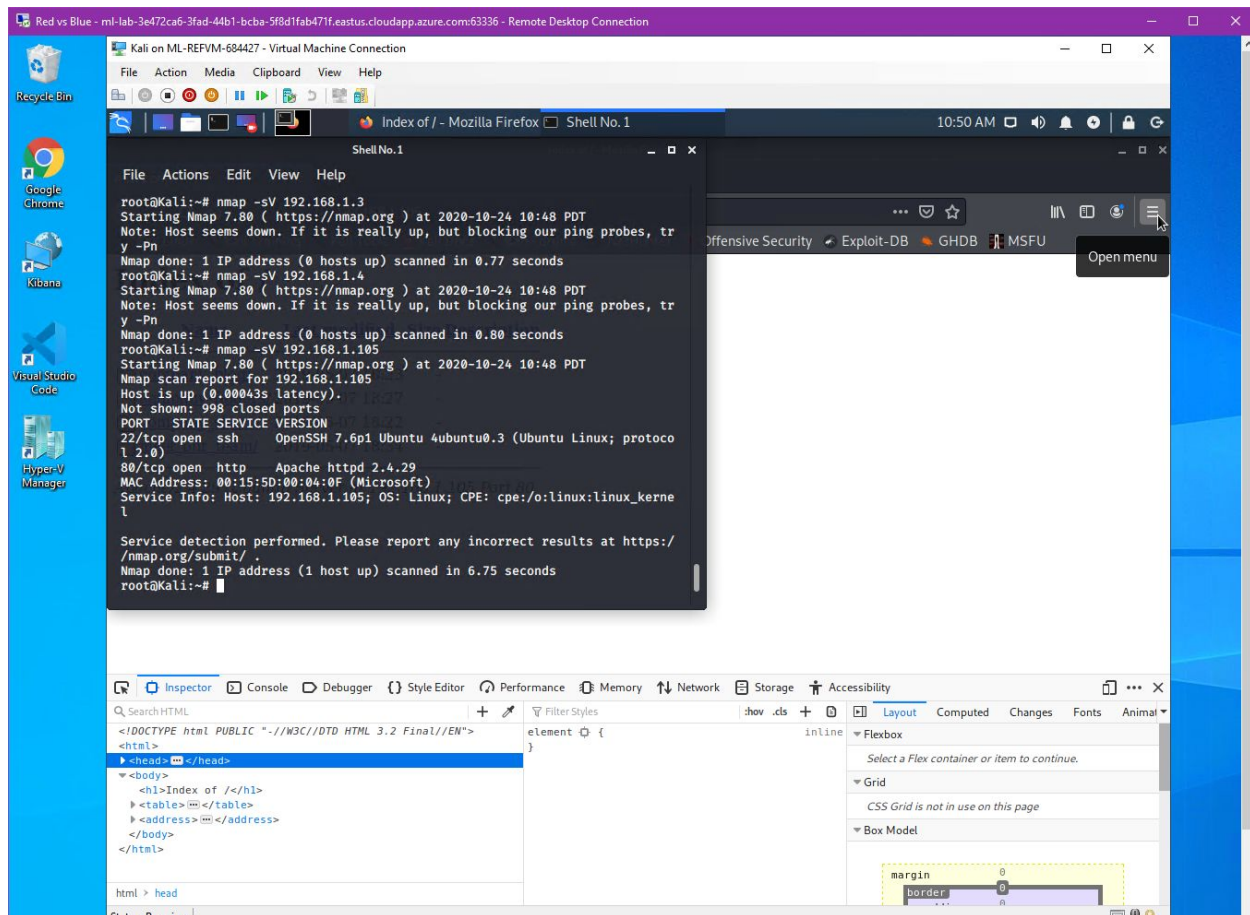 Red vs Blue - ml-lab-3e472ca6-3fad-44b1-bcba-5f8d1fab471f.eastus.cloudapp.azure.com:63336 - Remote Desktop Connection
Recycle Bin
Google Chrome
Kibana
Visual Studio Code
Hyper-V Manager
Kali on ML-REFVM-684427 - Virtual Machine Connection
File Action Media Clipboard View Help
Index of / - Mozilla Firefox
Shell No. 1
10:50 AM
Shell No. 1
File Actions Edit View Help
root@Kali:~# nmap -sV 192.168.1.3
Starting Nmap 7.80 ( https://nmap.org ) at 2020-10-24 10:48 PDT
Note: Host seems down. If it is really up, but blocking our ping probes, tr
y -Pn
Nmap done: 1 IP address (0 hosts up) scanned in 0.77 seconds
root@Kali:~# nmap -sV 192.168.1.4
Starting Nmap 7.80 ( https://nmap.org ) at 2020-10-24 10:48 PDT
Note: Host seems down. If it is really up, but blocking our ping probes, tr
y -Pn
Nmap done: 1 IP address (0 hosts up) scanned in 0.80 seconds
root@Kali:~# nmap -sV 192.168.1.105
Starting Nmap 7.80 ( https://nmap.org ) at 2020-10-24 10:48 PDT
Nmap scan report for 192.168.1.105
Host is up (0.00043s latency).
Not shown: 998 closed ports
PORT   STATE SERVICE VERSION
22/tcp open  ssh     OpenSSH 7.6p1 Ubuntu 4ubuntu0.3 (Ubuntu Linux; protoco
l 2.0)
80/tcp open  http    Apache httpd 2.4.29
MAC Address: 00:15:5D:00:04:0F (Microsoft)
Service Info: Host: 192.168.1.105; OS: Linux; CPE: cpe:/o:linux:linux_kerne
l
Service detection performed. Please report any incorrect results at https:/
/nmap.org/submit/ .
Nmap done: 1 IP address (1 host up) scanned in 6.75 seconds
root@Kali:~#
Offensive Security Exploit-DB GHDB MSFU
Open menu
Inspector Console Debugger {} Style Editor Performance Memory Network Storage Accessibility
Search HTML
<!DOCTYPE html PUBLIC "-//W3C//DTD HTML 3.2 Final//EN">
<html>
<head> ... </head>
<body>
<h1>Index of /</h1>
<table> ... </table>
<address> ... </address>
</body>
</html>
html > head
Filter Styles :hov .cls
element { inline
}
Layout Computed Changes Fonts Animat
Flexbox
Select a Flex container or item to continue.
Grid
CSS Grid is not in use on this page
Box Model
margin 0
border 0